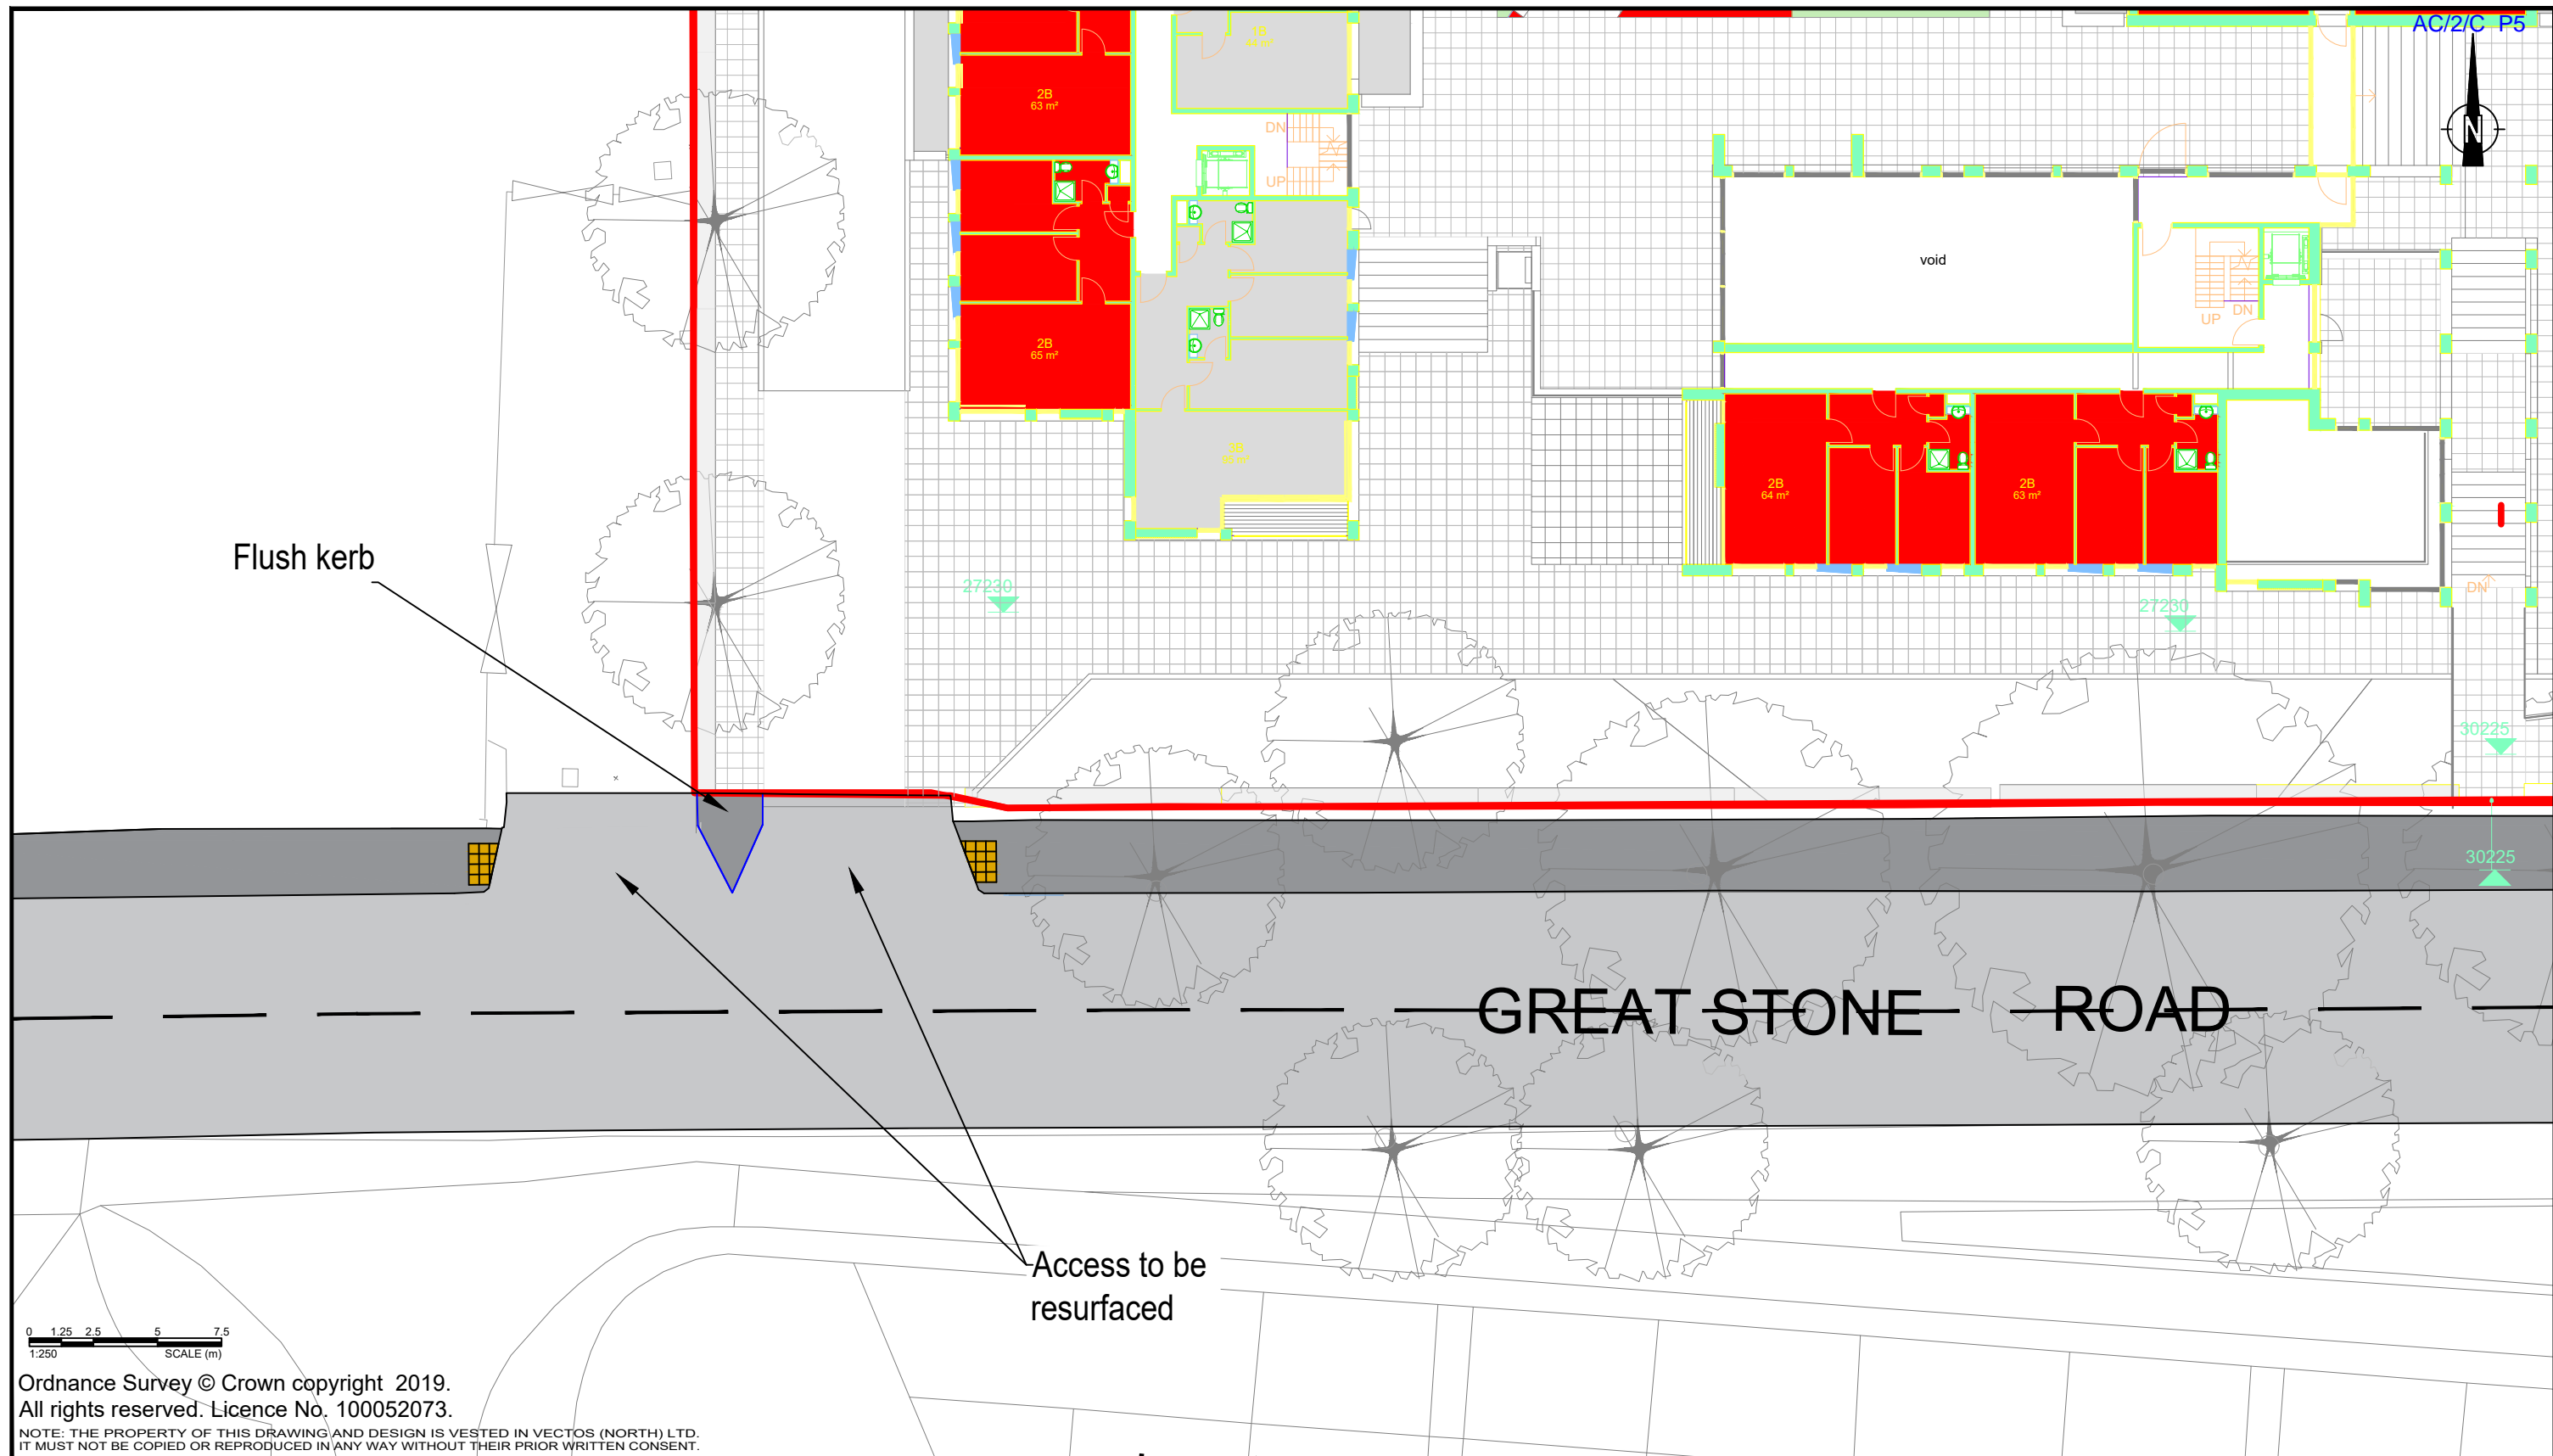 AC/2/C P5
N
1B
2B
63 m²
DN
UP
2B
65 m²
void
UP
DN
2B
64 m²
2B
63 m²
Flush kerb
27230
27230
DN
30225
30225
GREAT STONE ROAD
Access to be
resurfaced
0 1.25 2.5 5 7.5
1:250 SCALE (m)
Ordnance Survey © Crown copyright 2019.
All rights reserved. Licence No. 100052073.
NOTE: THE PROPERTY OF THIS DRAWING AND DESIGN IS VESTED IN VECTOS (NORTH) LTD.
IT MUST NOT BE COPIED OR REPRODUCED IN ANY WAY WITHOUT THEIR PRIOR WRITTEN CONSENT.